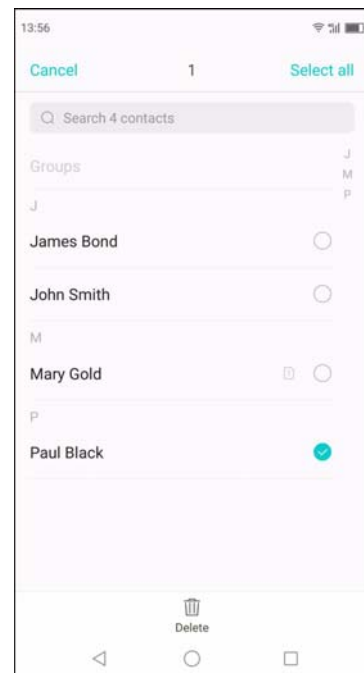 13:56
Cancel 1 Select all
Search 4 contacts
Groups
J
M
P
J
James Bond
John Smith
M
Mary Gold 1
P
Paul Black
Delete